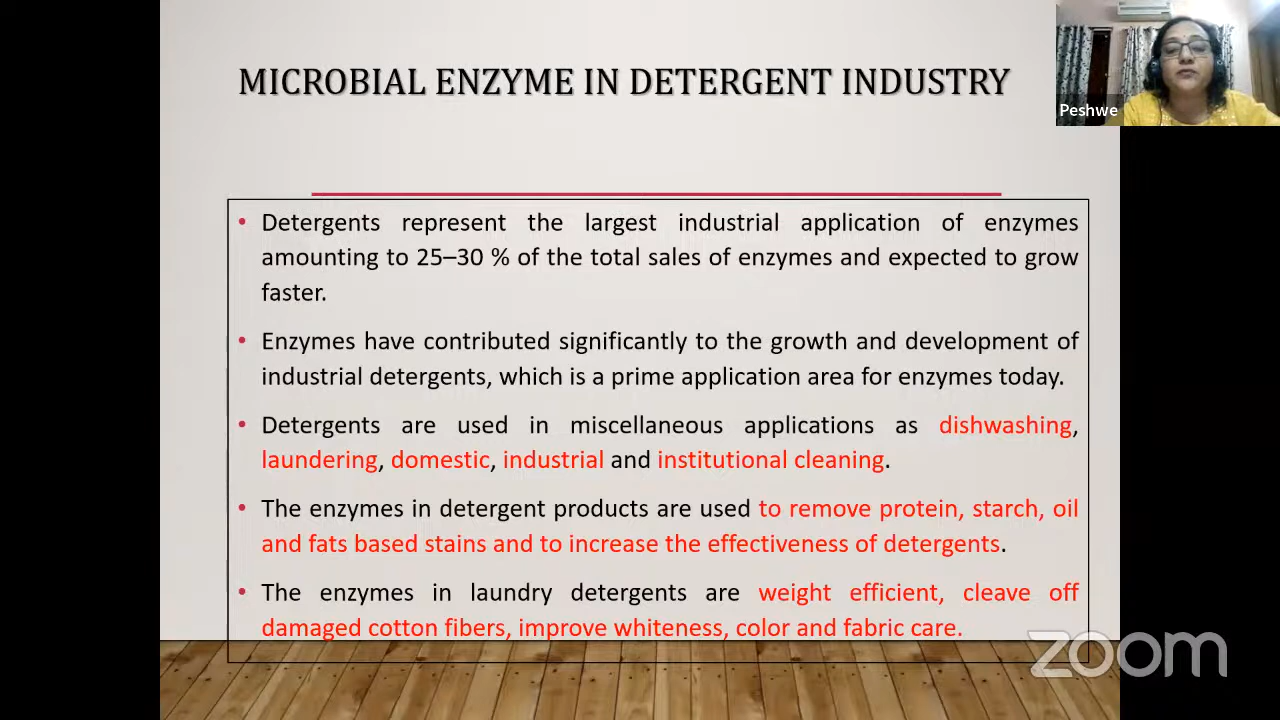 MICROBIAL ENZYME IN DETERGENT INDUSTRY
Peshwe
• Detergents represent the largest industrial application of enzymes
amounting to 25–30 % of the total sales of enzymes and expected to grow
faster.
• Enzymes have contributed significantly to the growth and development of
industrial detergents, which is a prime application area for enzymes today.
• Detergents are used in miscellaneous applications as dishwashing,
laundering, domestic, industrial and institutional cleaning.
• The enzymes in detergent products are used to remove protein, starch, oil
and fats based stains and to increase the effectiveness of detergents.
• The enzymes in laundry detergents are weight efficient, cleave off
damaged cotton fibers, improve whiteness, color and fabric care.
zoom